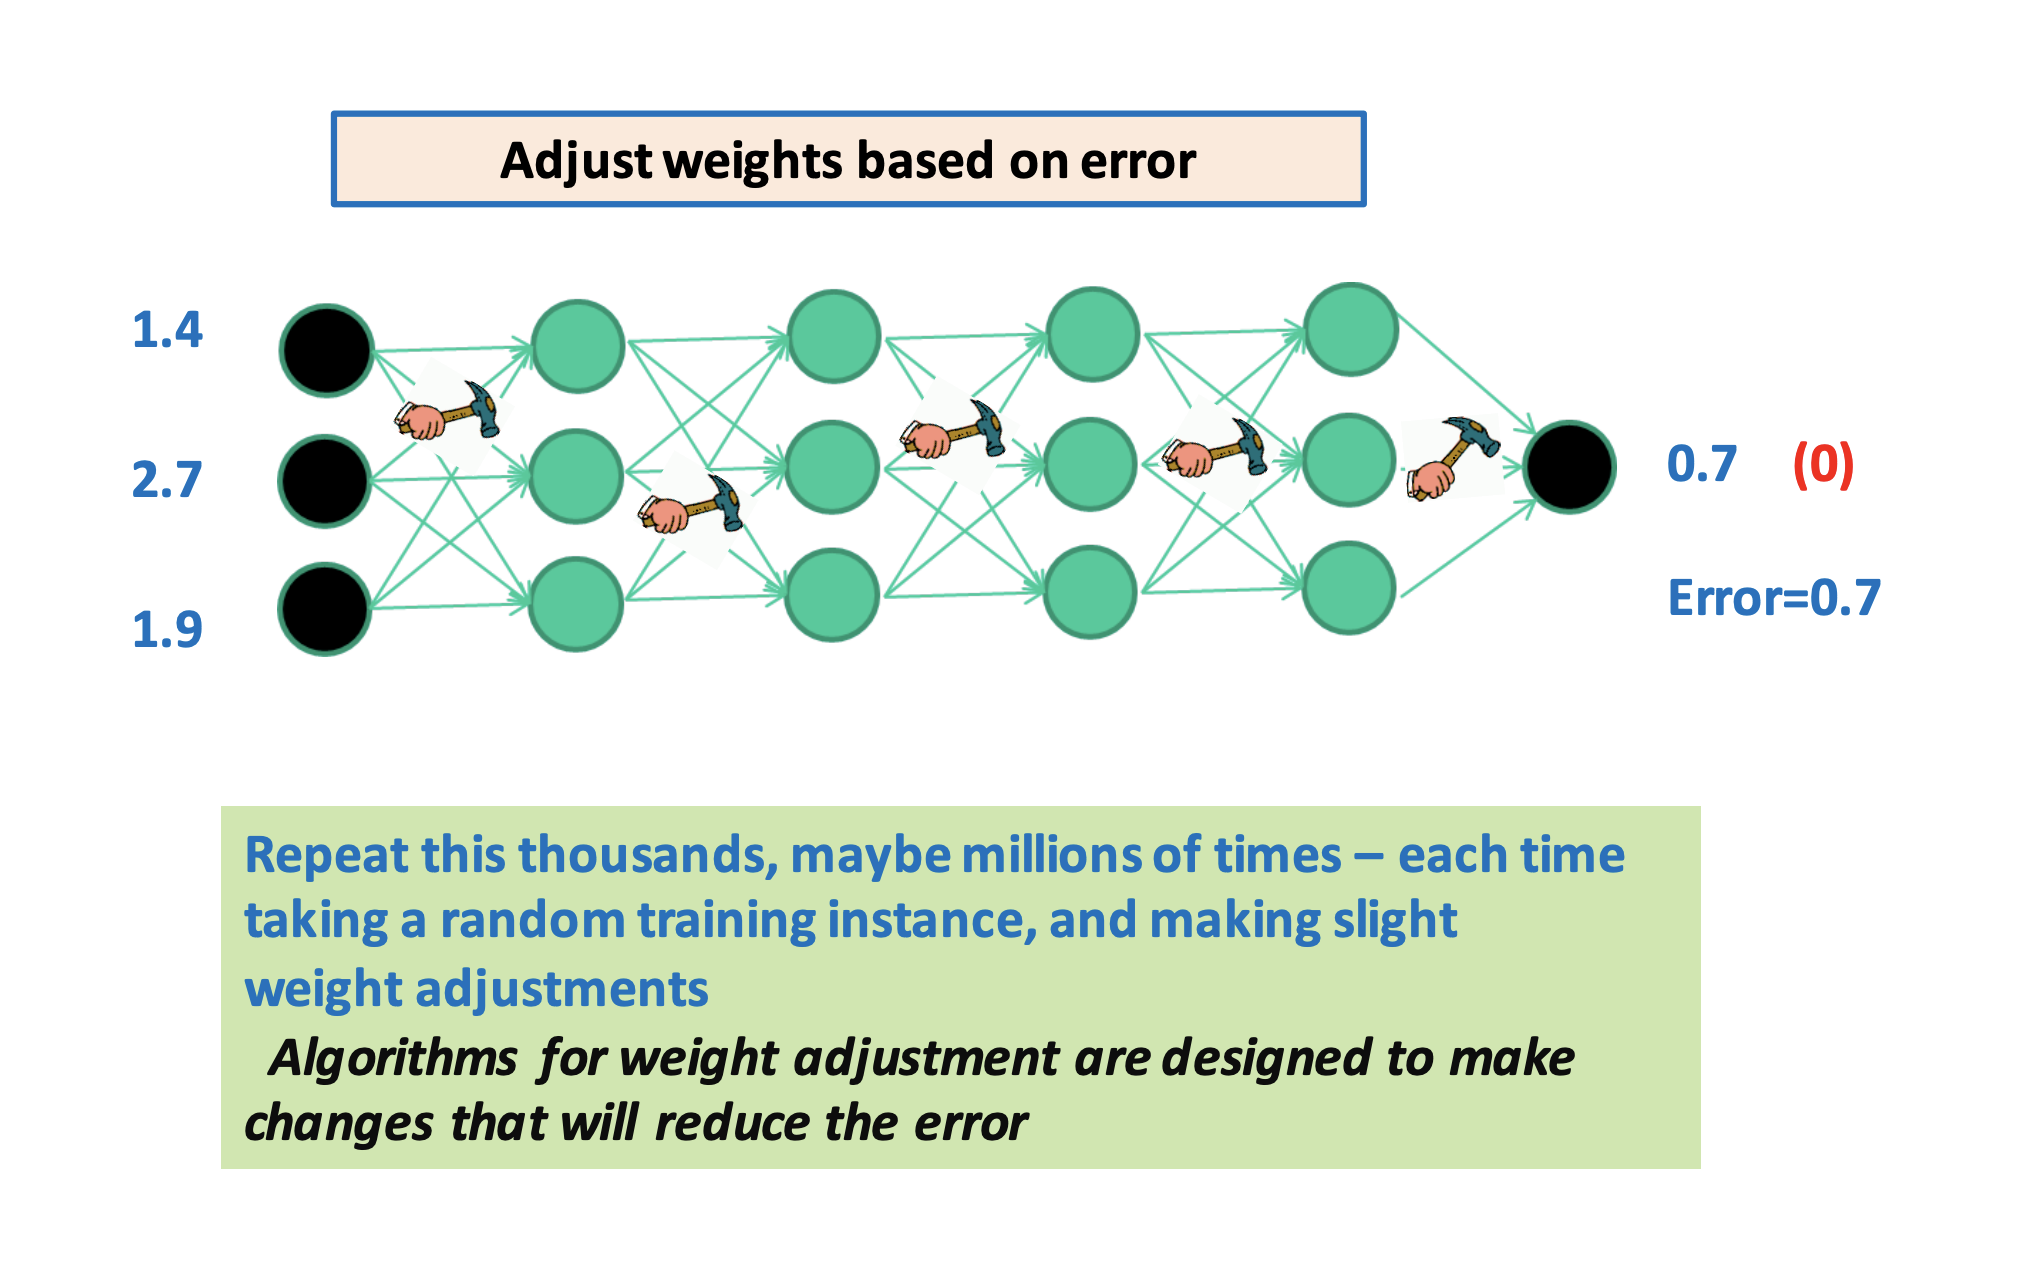 Adjust weights based on error
1.4
2.7
1.9
0.7 (0)
Error=0.7
Repeat this thousands, maybe millions of times – each time
taking a random training instance, and making slight
weight adjustments
Algorithms for weight adjustment are designed to make
changes that will reduce the error